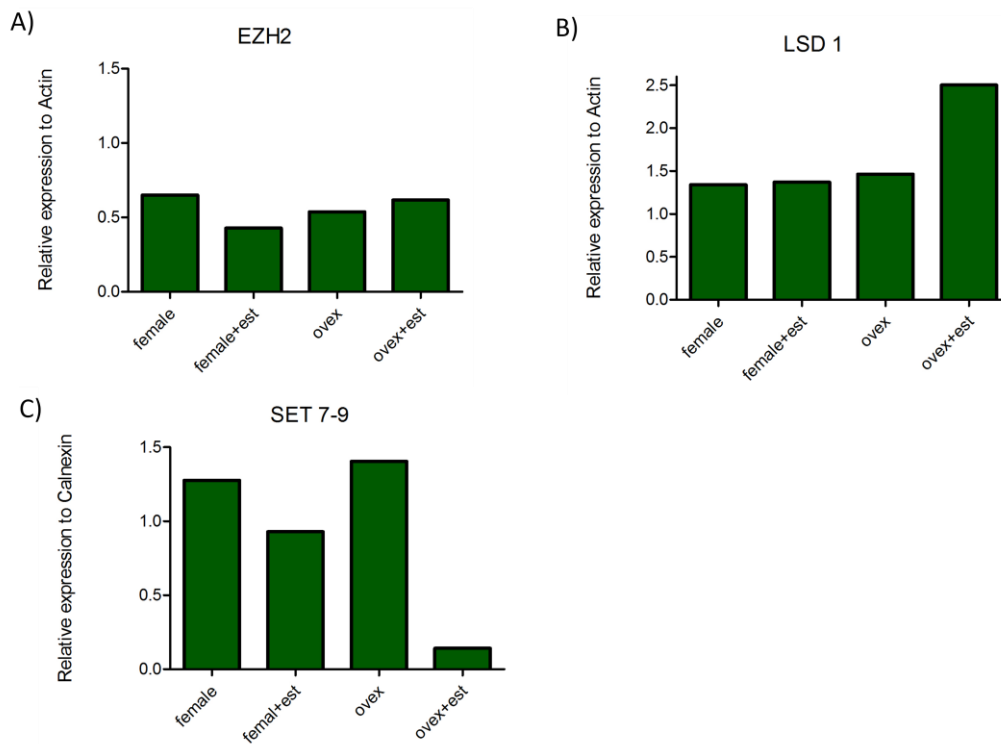 A)
EZH2
Relative expression to Actin
1.5
1.0
0.5
0.0
female
female+est
ovex
ovex+est
B)
LSD 1
Relative expression to Actin
2.5
2.0
1.5
1.0
0.0
female
female+est
ovex
ovex+est
C)
SET 7-9
Relative expression to Calnexin
1.5
1.0
0.5
0.0
female
femal+est
ovex
ovex+est